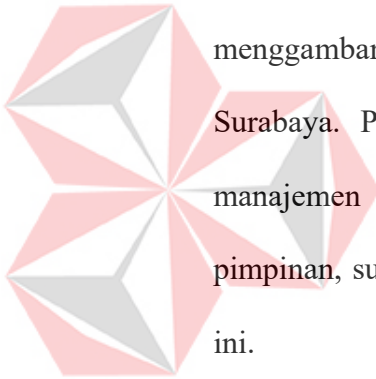 menggambar
Surabaya. P
manajemen
pimpinan, su
ini.